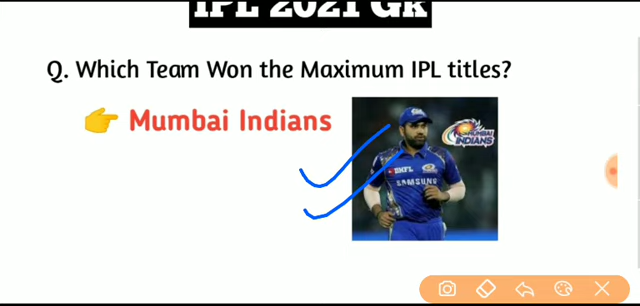 IPL 2021 GK
Q. Which Team Won the Maximum IPL titles?
Mumbai Indians
MUMBAI
INDIANS
DHFL
SAMSUNG